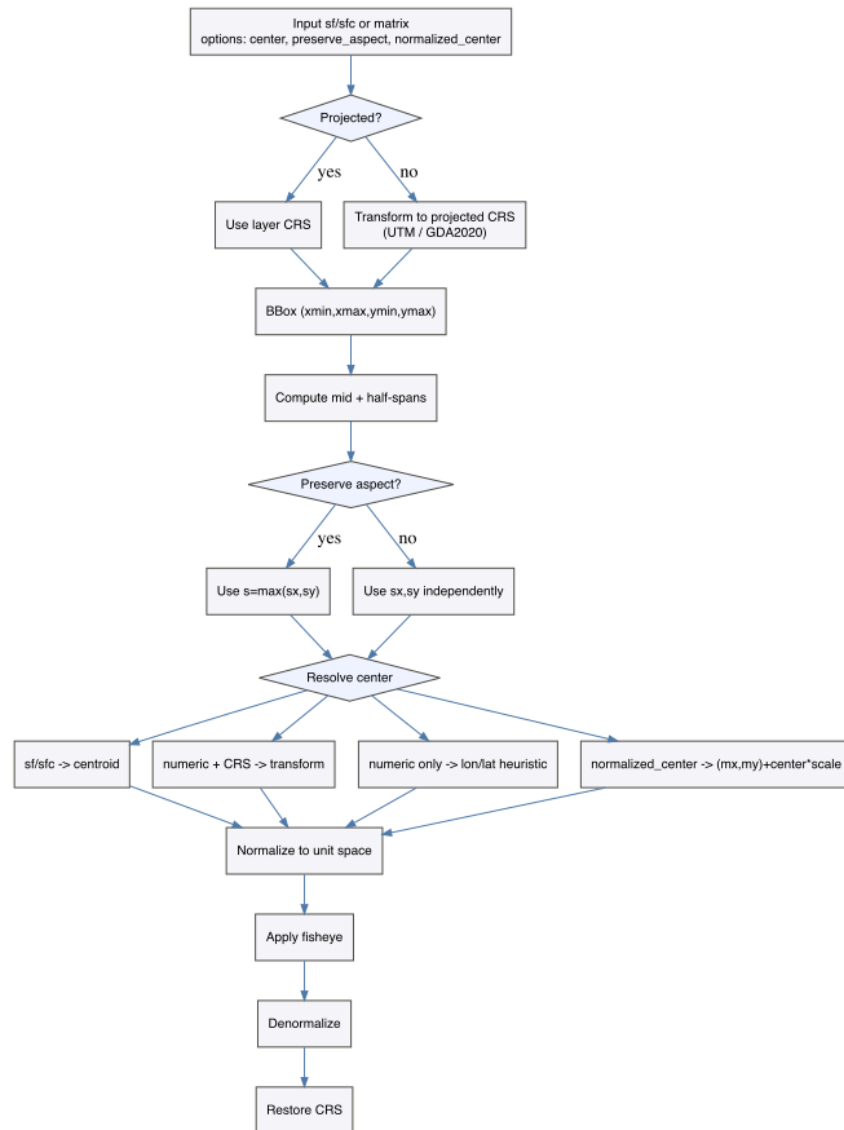 Input sf/sfc or matrix
options: center, preserve_aspect, normalized_center
Projected?
yes
no
Use layer CRS
Transform to projected CRS
(UTM / GDA2020)
BBox (xmin,xmax,ymin,ymax)
Compute mid + half-spans
Preserve aspect?
yes
no
Use s=max(sx,sy)
Use sx,sy independently
Resolve center
sf/sfc -> centroid
numeric + CRS -> transform
numeric only -> lon/lat heuristic
normalized_center -> (mx,my)+center*scale
Normalize to unit space
Apply fisheye
Denormalize
Restore CRS